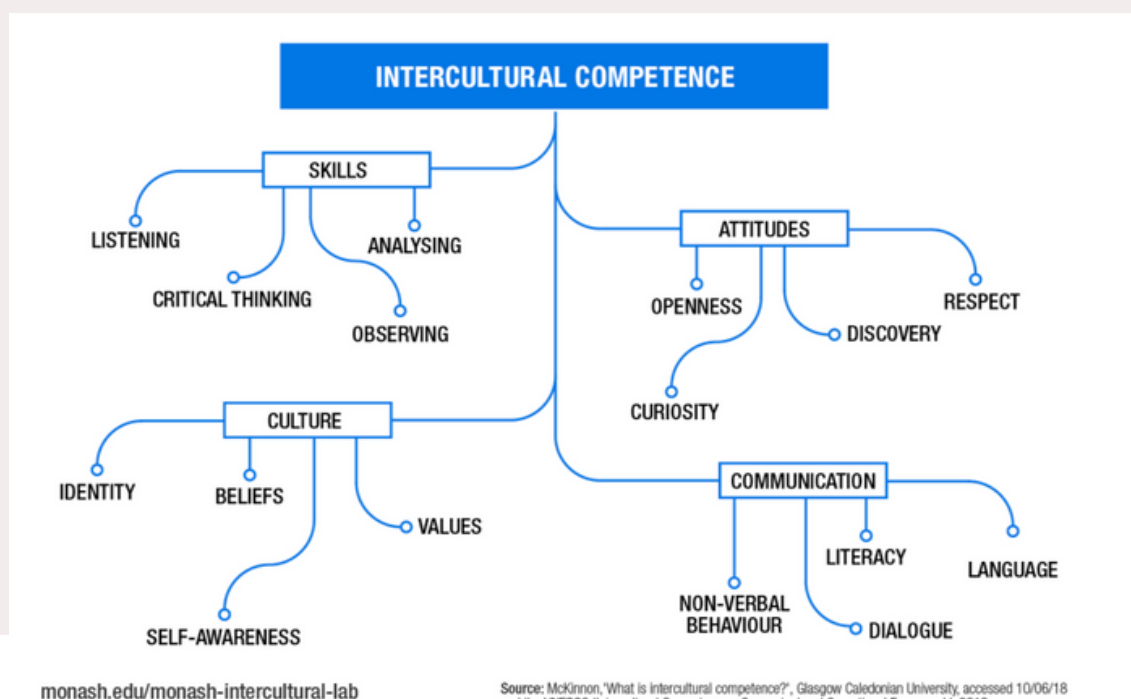 INTERCULTURAL COMPETENCE
SKILLS
LISTENING
ANALYSING
CRITICAL THINKING
OBSERVING
ATTITUDES
OPENNESS
RESPECT
DISCOVERY
CURIOSITY
CULTURE
IDENTITY
BELIEFS
VALUES
SELF-AWARENESS
COMMUNICATION
LITERACY
LANGUAGE
NON-VERBAL
BEHAVIOUR
DIALOGUE
monash.edu/monash-intercultural-lab
Source: McKinnon, 'What is intercultural competence?', Glasgow Caledonian University, accessed 10/06/18